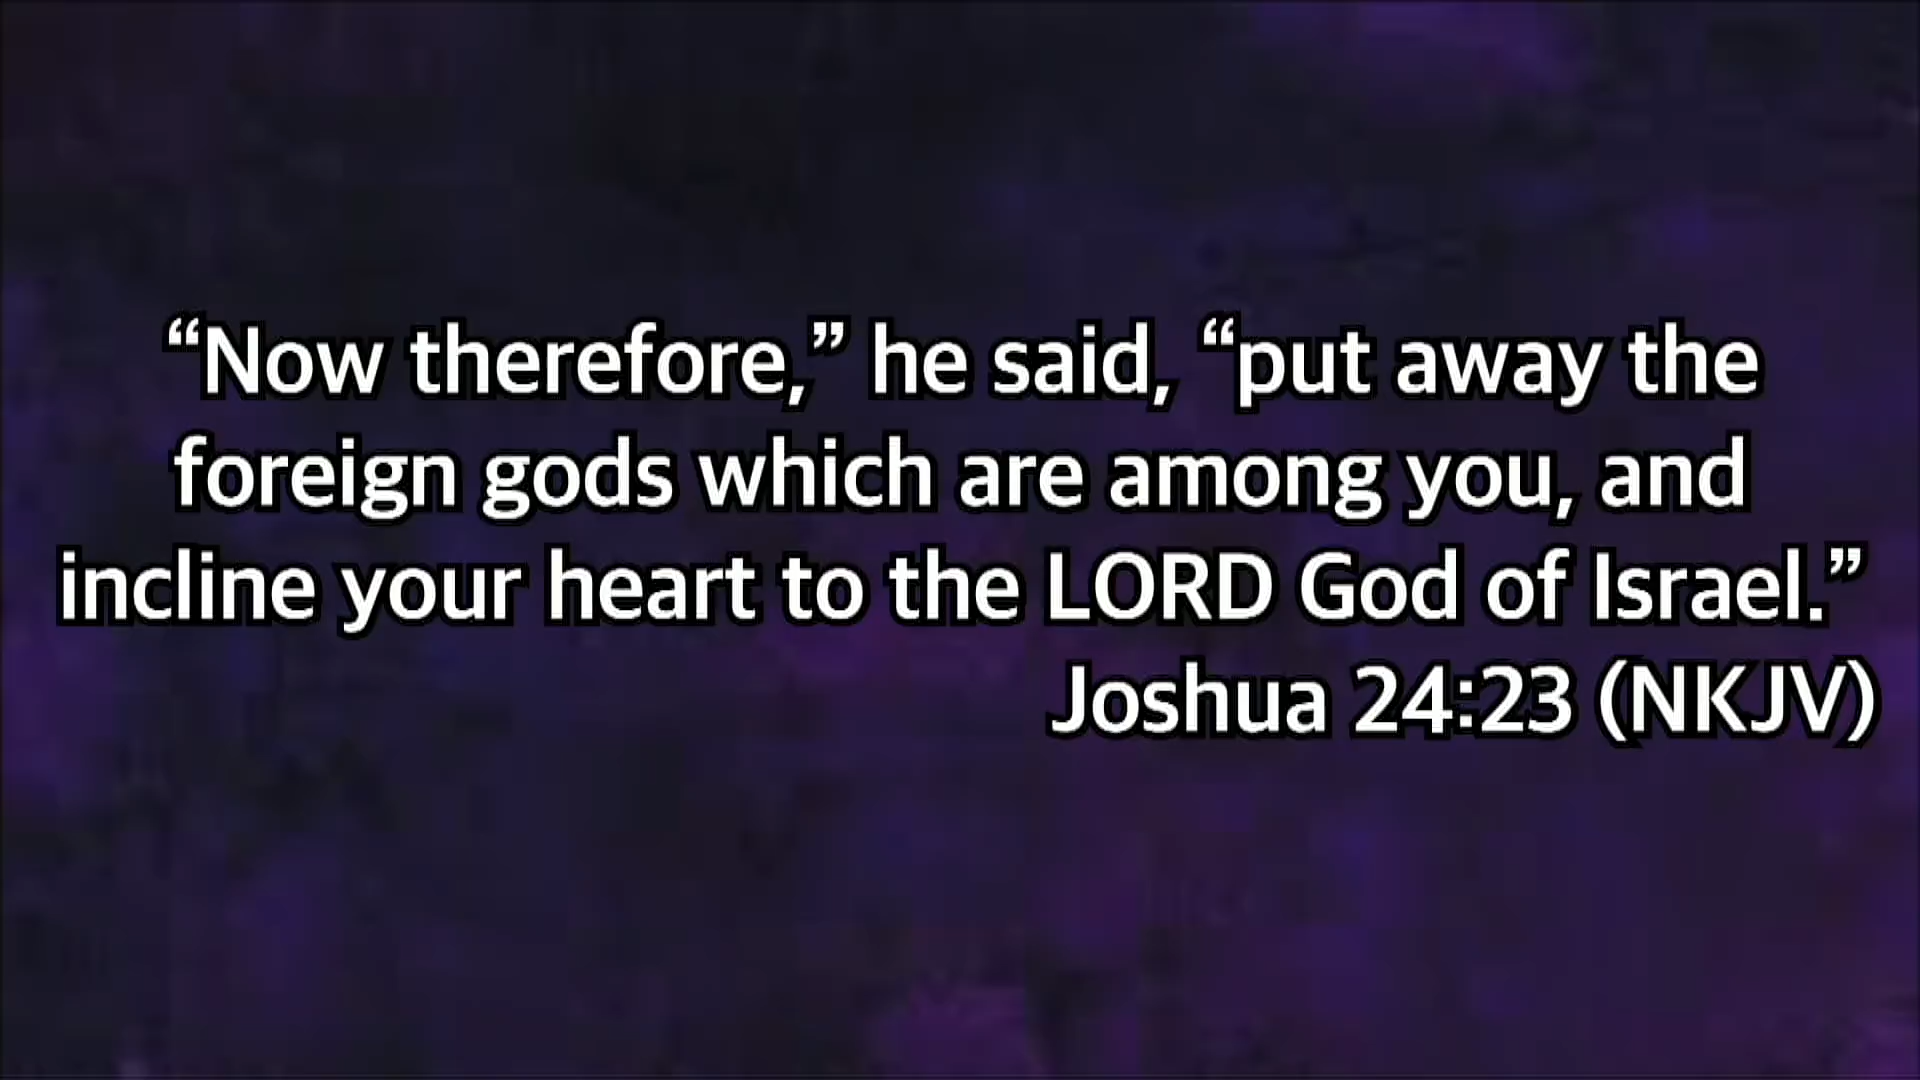 “Now therefore,” he said, “put away the
foreign gods which are among you, and
incline your heart to the LORD God of Israel.”
Joshua 24:23 (NKJV)